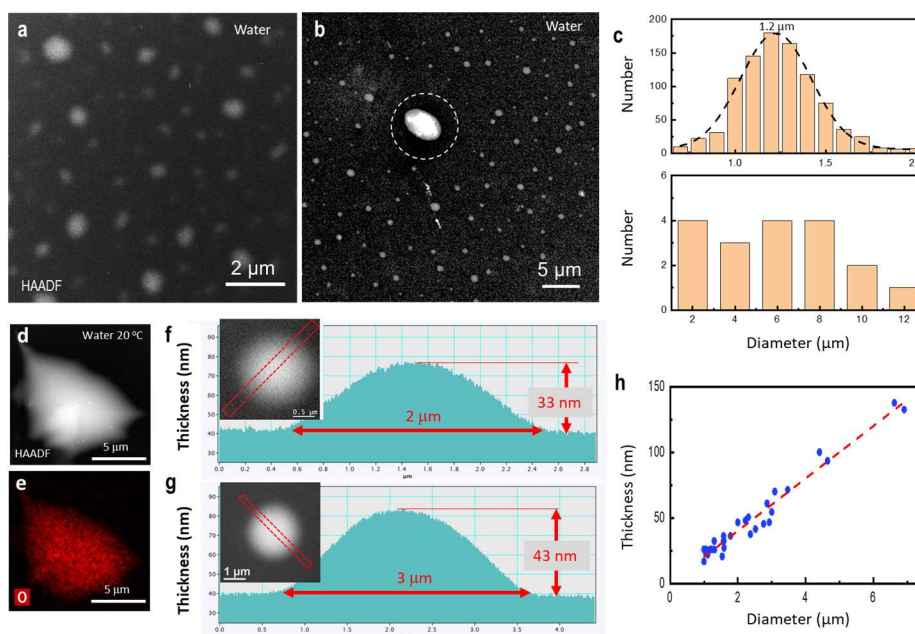 a
Water
HAADF
2 μm
b
Water
5 μm
c
1.2 μm
Number
200
150
100
50
0
1.0
1.5
2.
Number
6
4
2
0
2
4
6
8
10
12
Diameter (μm)
d
Water 20 ºC
HAADF
5 μm
e
O
5 μm
f
Thickness (nm)
90
80
70
60
50
40
30
0.5 μm
2 μm
33 nm
0.0 0.2 0.4 0.6 0.8 1.0 1.2 1.4 1.6 1.8 2.0 2.2 2.4 2.6 2.8
μm
g
Thickness (nm)
90
80
70
60
50
40
30
1 μm
3 μm
43 nm
0.0 0.5 1.0 1.5 2.0 2.5 3.0 3.5 4.0
h
Thickness (nm)
150
100
50
0
0
2
4
6
Diameter (μm)